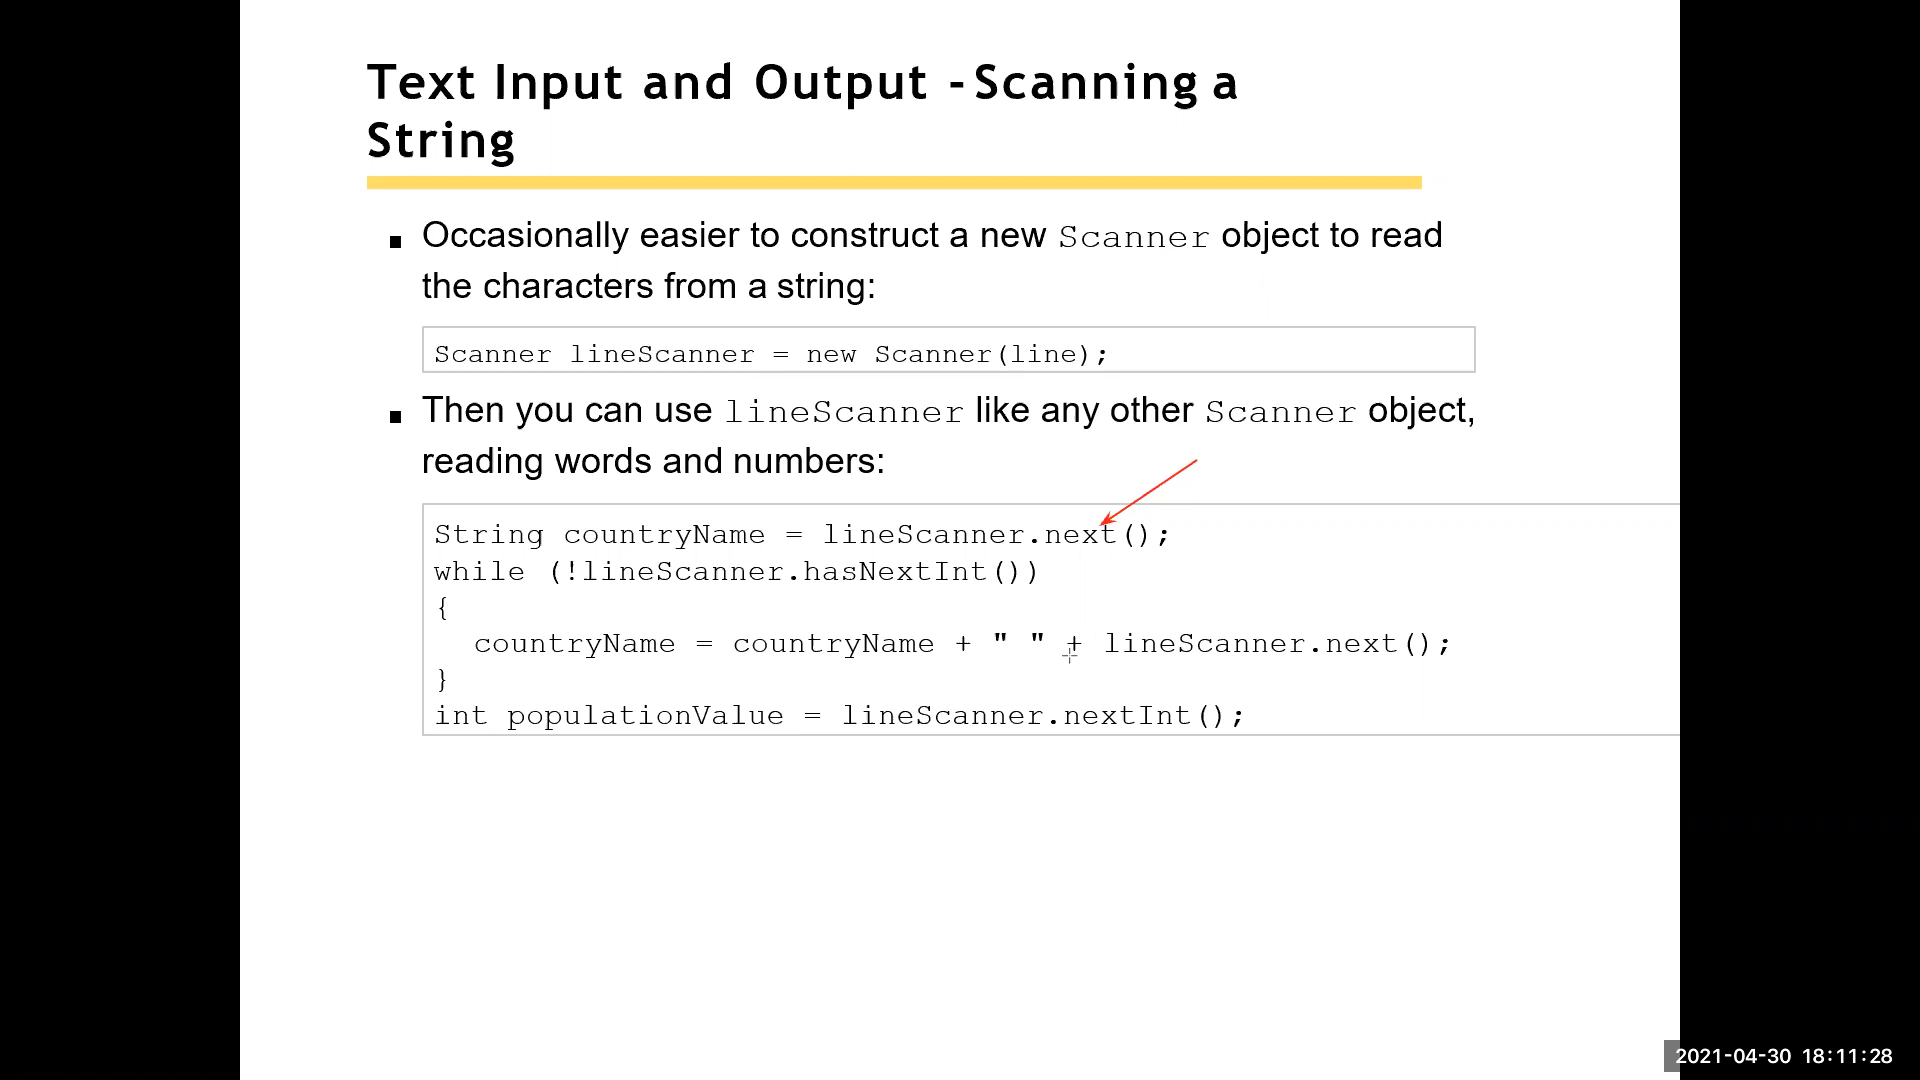 Text Input and Output -Scanning a
String
▪ Occasionally easier to construct a new Scanner object to read
the characters from a string:
Scanner lineScanner = new Scanner(line);
▪ Then you can use lineScanner like any other Scanner object,
reading words and numbers:
String countryName = lineScanner.next();
while (!lineScanner.hasNextInt())
{
countryName = countryName + " " + lineScanner.next();
}
int populationValue = lineScanner.nextInt();
2021-04-30 18:11:28